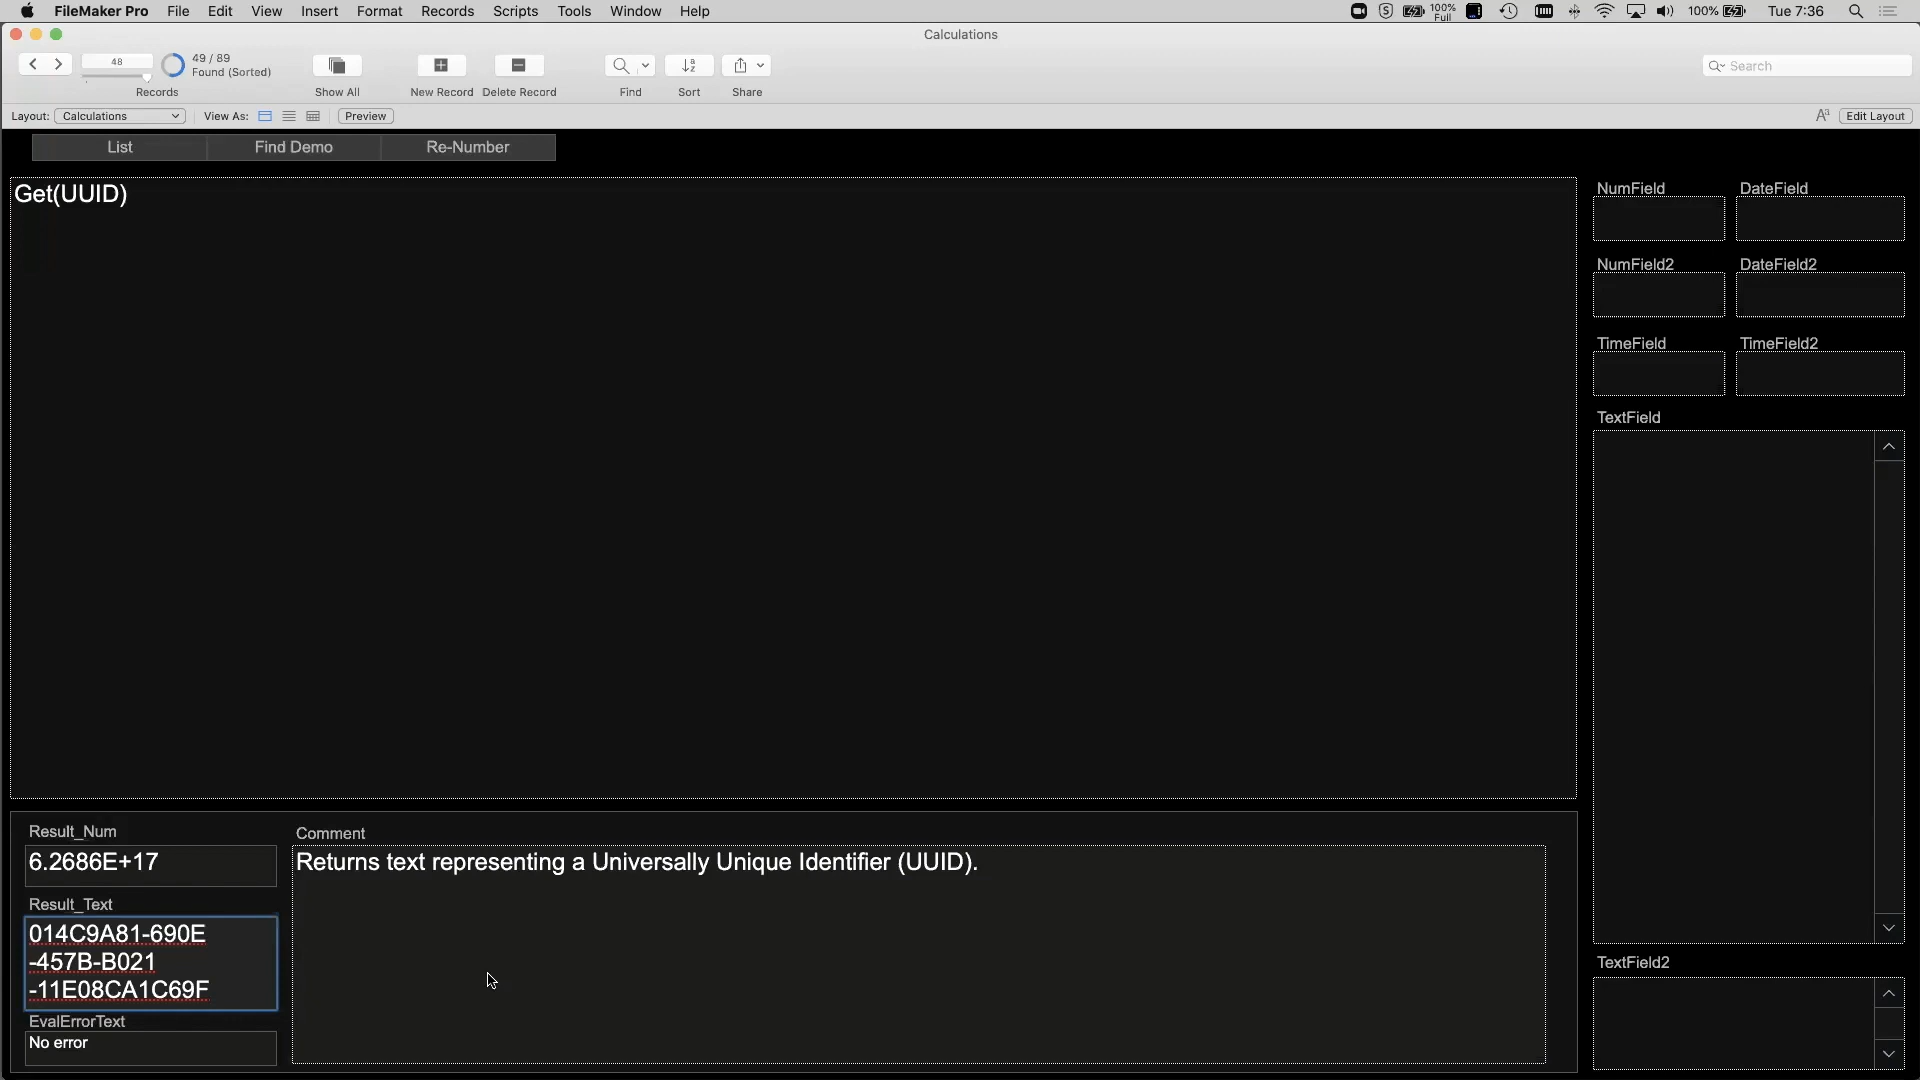 FileMaker Pro File Edit View Insert Format Records Scripts Tools Window Help
100% Full
100%
Tue 7:36
Calculations
48
49 / 89
Found (Sorted)
Records
Show All
New Record
Delete Record
Find
Sort
Share
Search
Layout: Calculations
View As:
Preview
Aa
Edit Layout
List
Find Demo
Re-Number
Get(UUID)
NumField
DateField
NumField2
DateField2
TimeField
TimeField2
TextField
TextField2
Result_Num
6.2686E+17
Result_Text
014C9A81-690E
-457B-B021
-11E08CA1C69F
EvalErrorText
No error
Comment
Returns text representing a Universally Unique Identifier (UUID).